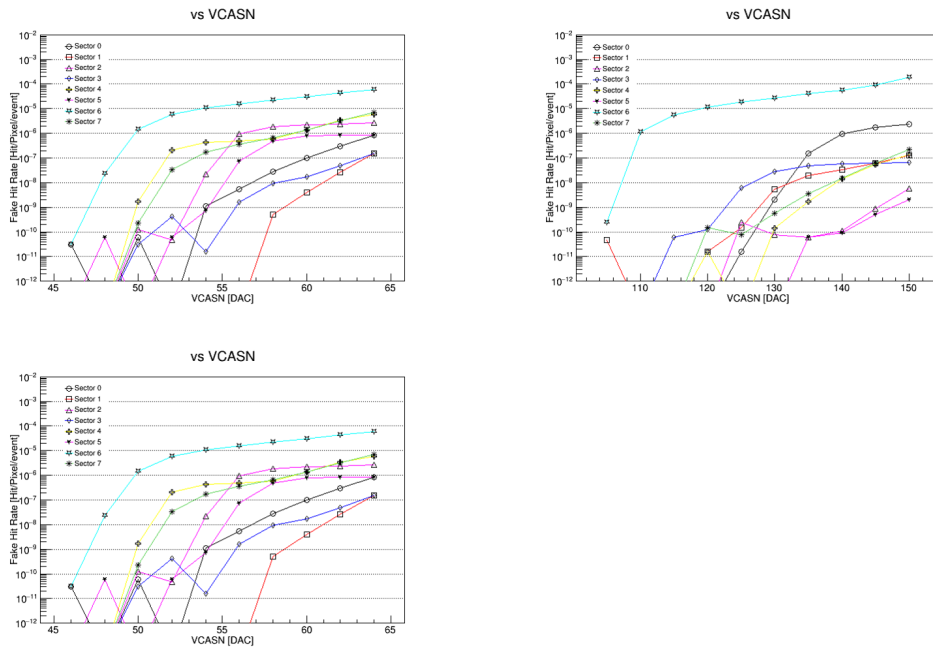 vs VCASN
Fake Hit Rate [Hit/Pixel/event]
10⁻²
10⁻³
10⁻⁴
10⁻⁵
10⁻⁶
10⁻⁷
10⁻⁸
10⁻⁹
10⁻¹⁰
10⁻¹¹
10⁻¹²
Sector 0
Sector 1
Sector 2
Sector 3
Sector 4
Sector 5
Sector 6
Sector 7
45 50 55 60 65
VCASN [DAC]
vs VCASN
Fake Hit Rate [Hit/Pixel/event]
10⁻²
10⁻³
10⁻⁴
10⁻⁵
10⁻⁶
10⁻⁷
10⁻⁸
10⁻⁹
10⁻¹⁰
10⁻¹¹
10⁻¹²
Sector 0
Sector 1
Sector 2
Sector 3
Sector 4
Sector 5
Sector 6
Sector 7
110 120 130 140 150
VCASN [DAC]
vs VCASN
Fake Hit Rate [Hit/Pixel/event]
10⁻²
10⁻³
10⁻⁴
10⁻⁵
10⁻⁶
10⁻⁷
10⁻⁸
10⁻⁹
10⁻¹⁰
10⁻¹¹
10⁻¹²
Sector 0
Sector 1
Sector 2
Sector 3
Sector 4
Sector 5
Sector 6
Sector 7
45 50 55 60 65
VCASN [DAC]